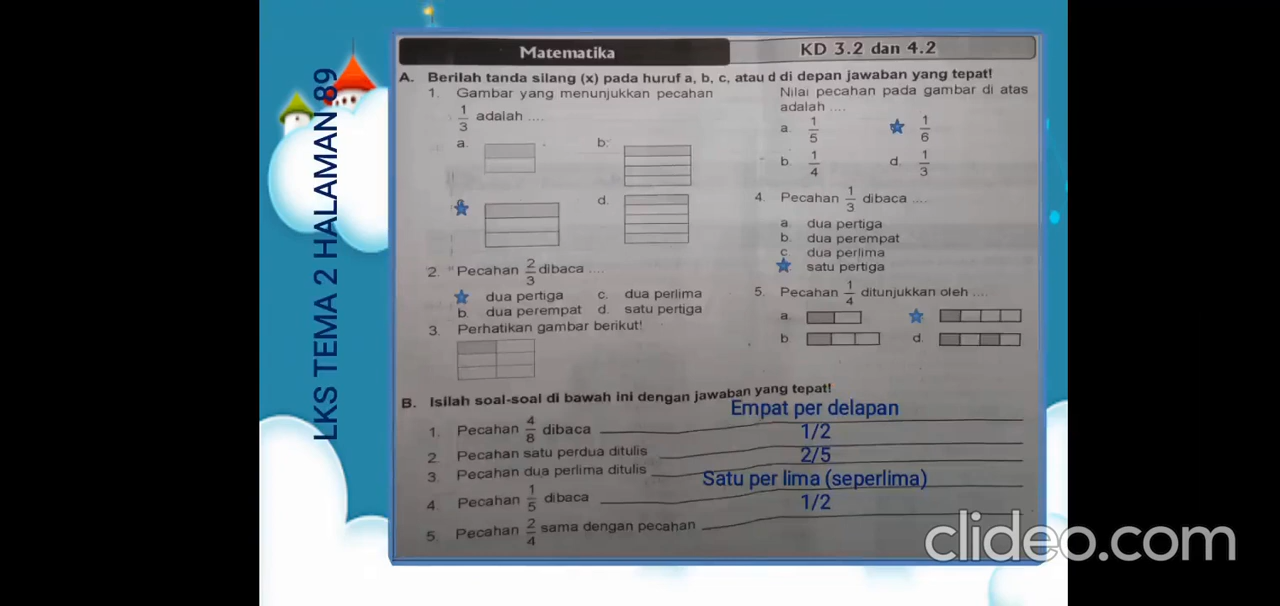 LKS TEMA 2 HALAMAN 89
Matematika
KD 3.2 dan 4.2
A. Berilah tanda silang (x) pada huruf a, b, c, atau d di depan jawaban yang tepat!
1. Gambar yang menunjukkan pecahan
1/3 adalah ....
a.
b.
d.
2. Pecahan 2/3 dibaca ....
dua pertiga
c. dua perlima
b. dua perempat
d. satu pertiga
3. Perhatikan gambar berikut!
Nilai pecahan pada gambar di atas
adalah ....
a. 1/5
1/6
b. 1/4
d. 1/3
4. Pecahan 1/3 dibaca ....
a. dua pertiga
b. dua perempat
c. dua perlima
satu pertiga
5. Pecahan 1/4 ditunjukkan oleh ....
a.
b
d.
B. Isilah soal-soal di bawah ini dengan jawaban yang tepat!
1. Pecahan 4/8 dibaca Empat per delapan
2. Pecahan satu perdua ditulis 1/2
3. Pecahan dua perlima ditulis 2/5
4. Pecahan 1/5 dibaca Satu per lima (seperlima)
5. Pecahan 2/4 sama dengan pecahan 1/2
clideo.com